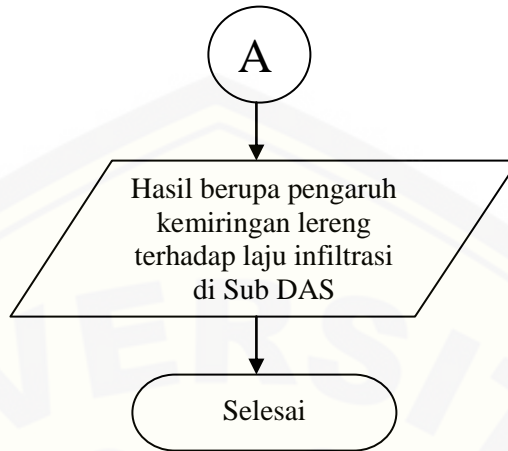 A
Hasil berupa pengaruh
kemiringan lereng
terhadap laju infiltrasi
di Sub DAS
Selesai